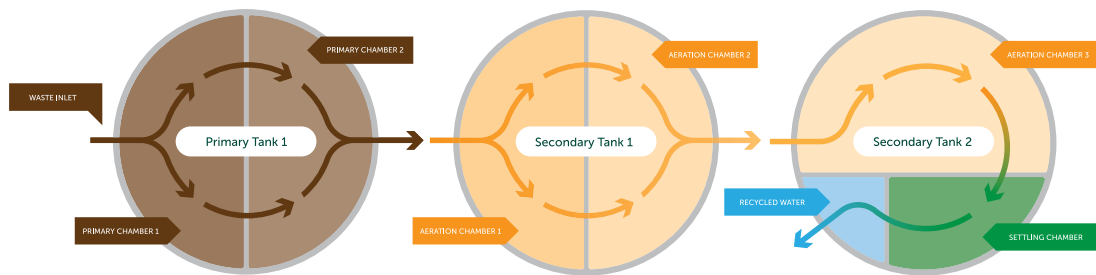 WASTE INLET
PRIMARY CHAMBER 2
Primary Tank 1
PRIMARY CHAMBER 1
AERATION CHAMBER 2
Secondary Tank 1
AERATION CHAMBER 1
AERATION CHAMBER 3
Secondary Tank 2
RECYCLED WATER
SETTLING CHAMBER